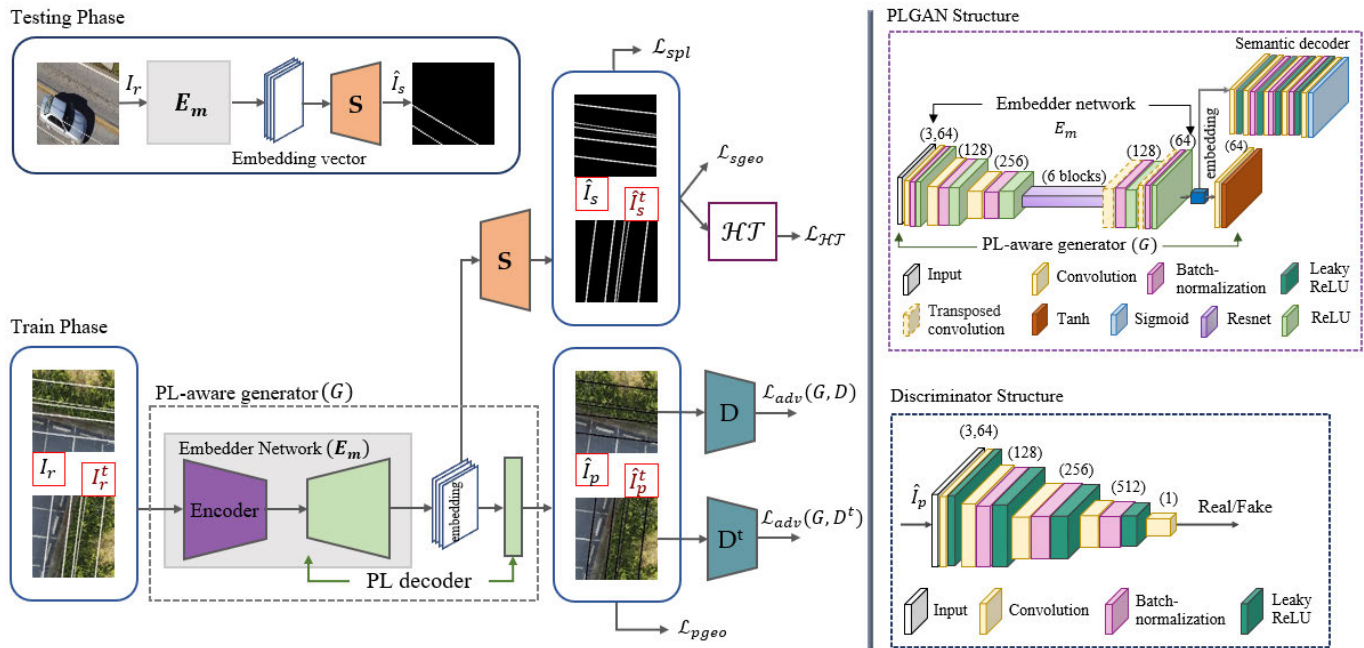 Testing Phase
I_r
E_m
S
Î_s
Embedding vector
ℒ_spl
Î_s
Î_s^t
ℒ_sgeo
ℋ𝒯
ℒ_ℋ𝒯
S
Train Phase
I_r
I_r^t
PL-aware generator (G)
Embedder Network (E_m)
Encoder
embedding
PL decoder
Î_p
Î_p^t
D
ℒ_adv(G, D)
D^t
ℒ_adv(G, D^t)
ℒ_pgeo
PLGAN Structure
Semantic decoder
Embedder network
E_m
(3,64)
(128)
(256)
(6 blocks)
(128)
(64)
embedding
(64)
PL-aware generator (G)
Input
Convolution
Batch-
normalization
Leaky
ReLU
Transposed
convolution
Tanh
Sigmoid
Resnet
ReLU
Discriminator Structure
Î_p
(3,64)
(128)
(256)
(512)
(1)
Real/Fake
Input
Convolution
Batch-
normalization
Leaky
ReLU